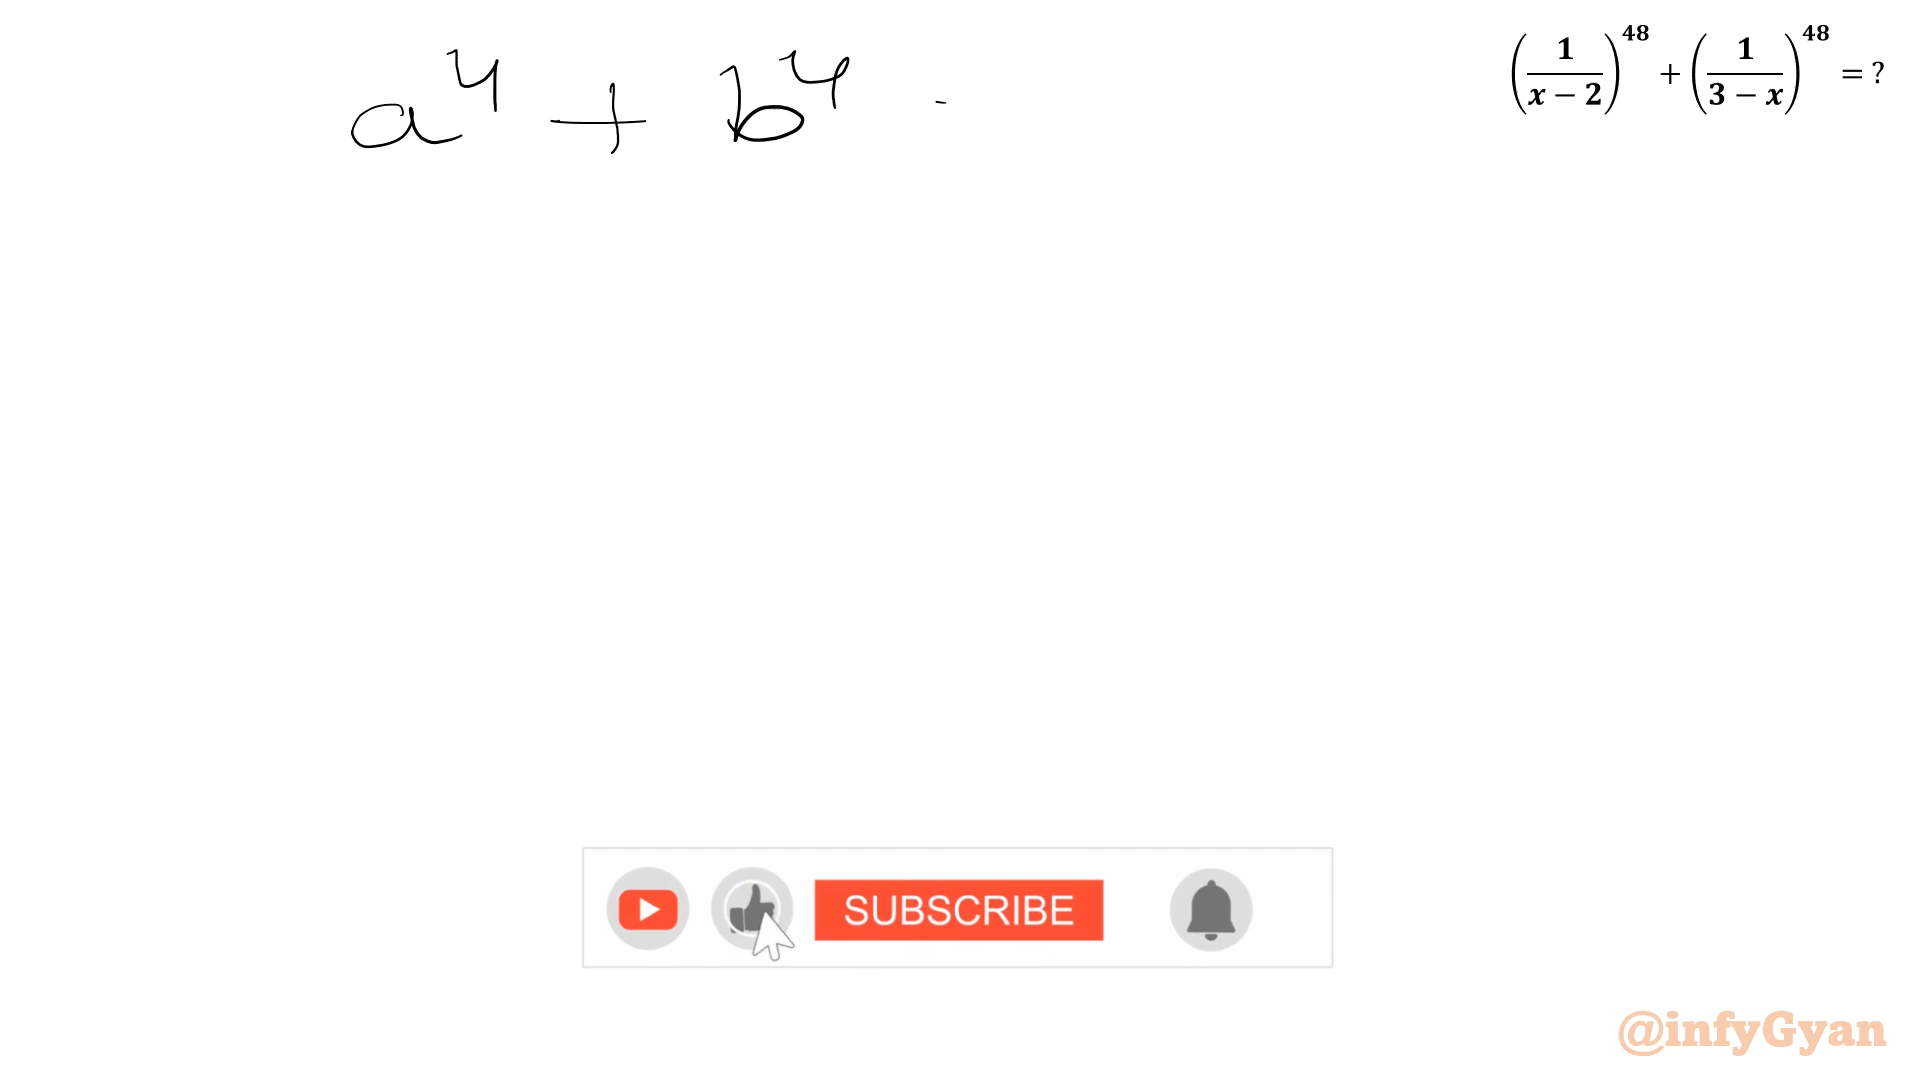 a⁴ + b⁴ -
(1/(x − 2))⁴⁸ + (1/(3 − x))⁴⁸ = ?
SUBSCRIBE
@infyGyan